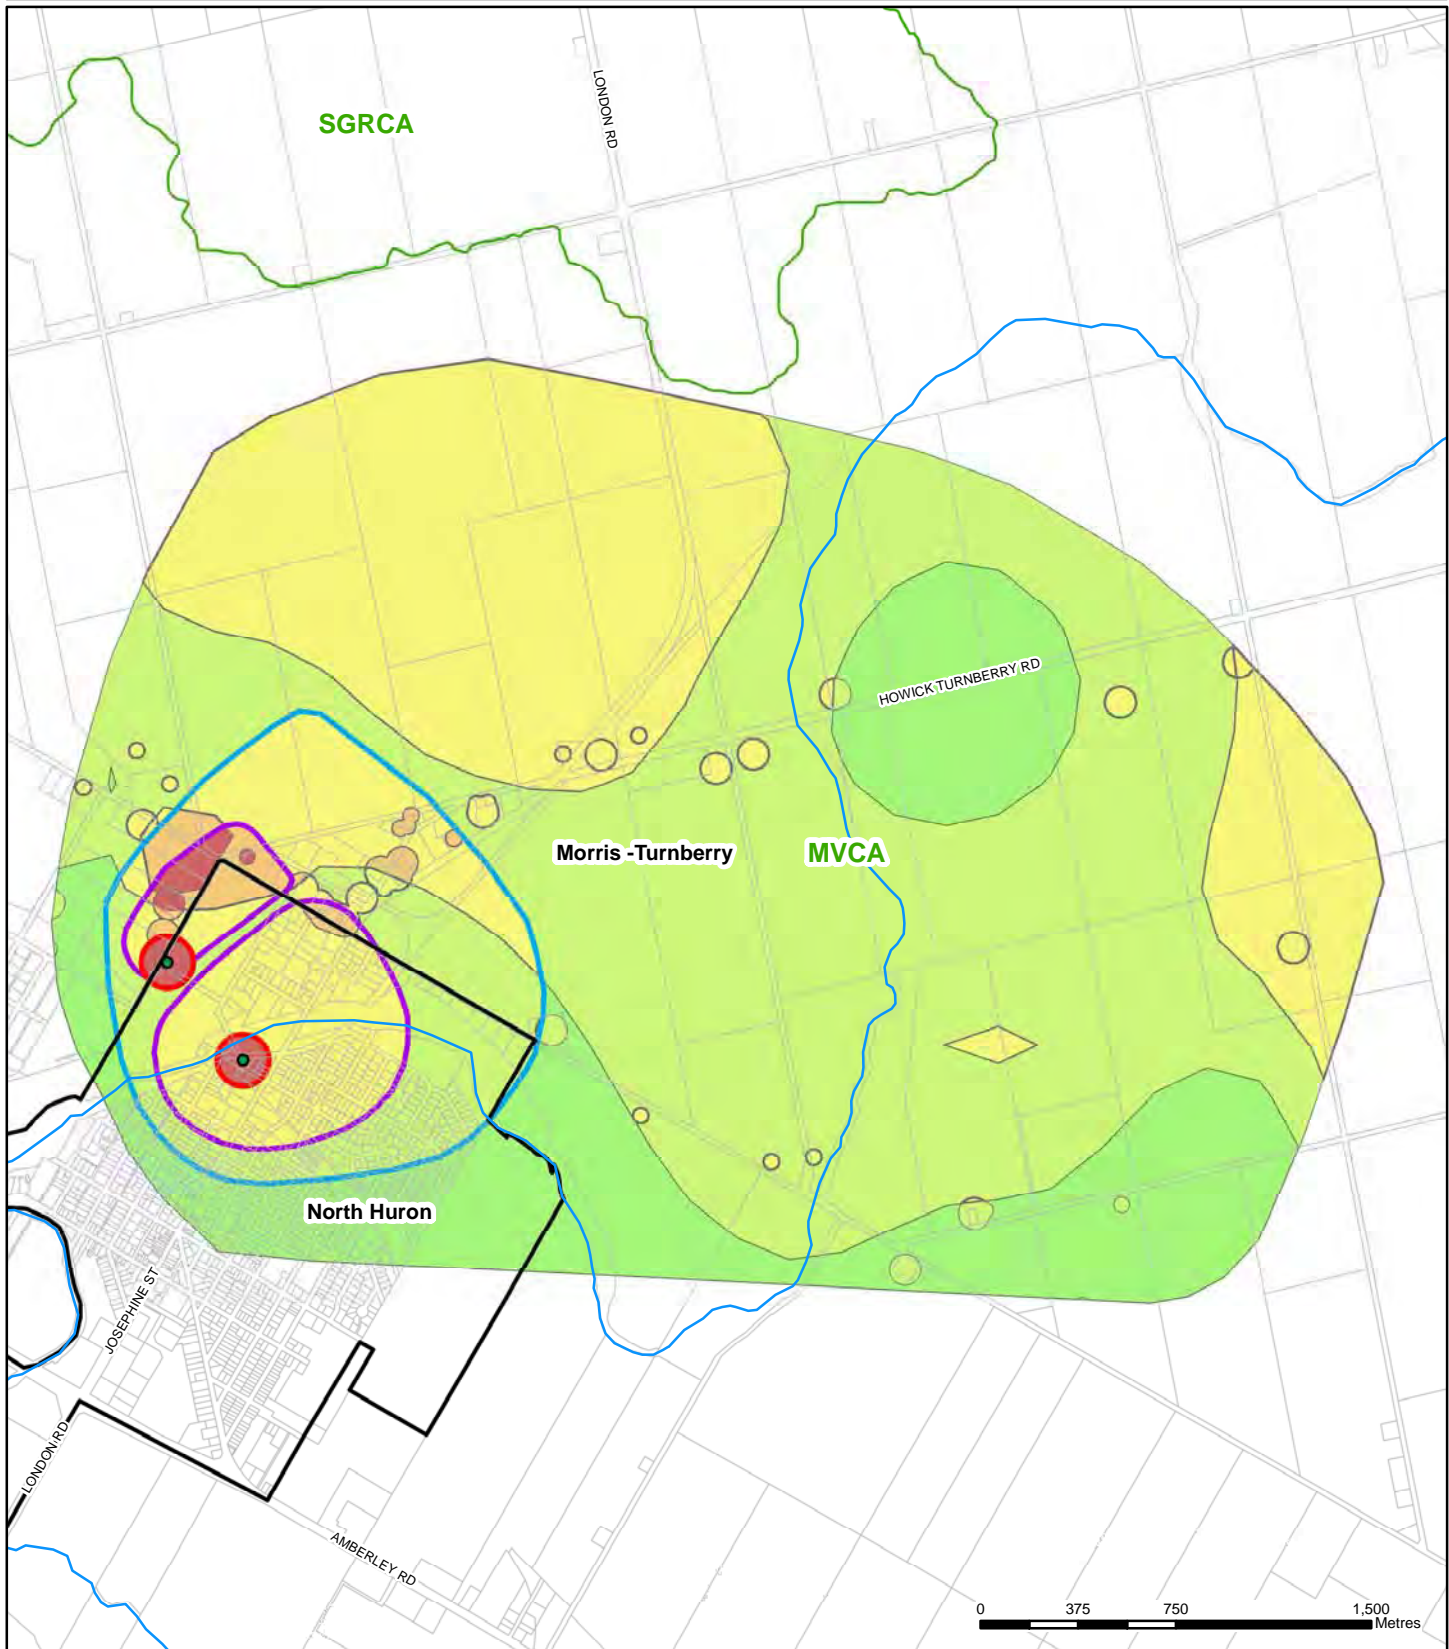 LONDON RD
SGRCA
HOWICK TURNBERRY RD
Morris -Turnberry
MVCA
North Huron
JOSEPHINE ST
LONDON RD
AMBERLEY RD
0 375 750 1,500
Metres